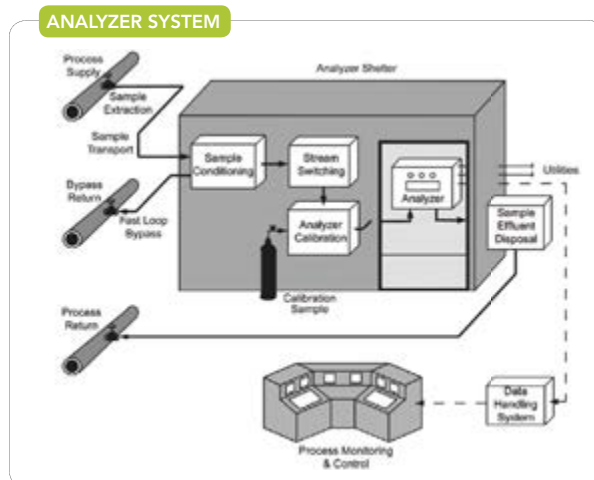 ANALYZER SYSTEM
Process
Supply
Analyzer Shelter
Sample
Extraction
Sample
Transport
Sample
Conditioning
Stream
Switching
Analyzer
Utilities
Bypass
Return
Fast Loop
Bypass
Analyzer
Calibration
Sample
Effluent
Disposal
Calibration
Sample
Process
Return
Data
Handling
System
Process Monitoring
& Control